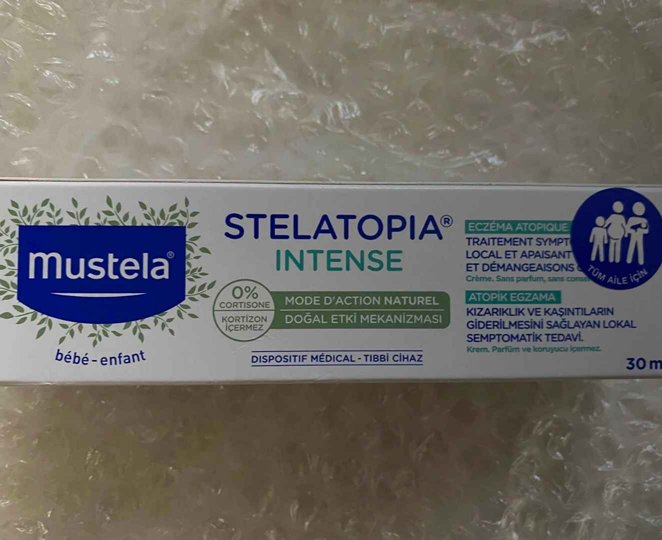 mustela®
bébé-enfant
STELATOPIA®
INTENSE
0%
CORTISONE
KORTİZON
İÇERMEZ
MODE D'ACTION NATUREL
DOĞAL ETKİ MEKANİZMASI
DISPOSITIF MÉDICAL - TIBBİ CİHAZ
ECZÉMA ATOPIQUE
TRAITEMENT SYMPT
LOCAL ET APAISANT
ET DÉMANGEAISONS
Crème. Sans parfum, sans
ATOPİK EGZAMA
KIZARIKLIK VE KAŞINTILARIN
GİDERİLMESİNİ SAĞLAYAN LOKAL
SEMPTOMATİK TEDAVİ.
Krem. Parfüm ve koruyucu içermez.
TÜM AİLE İÇİN
30 m